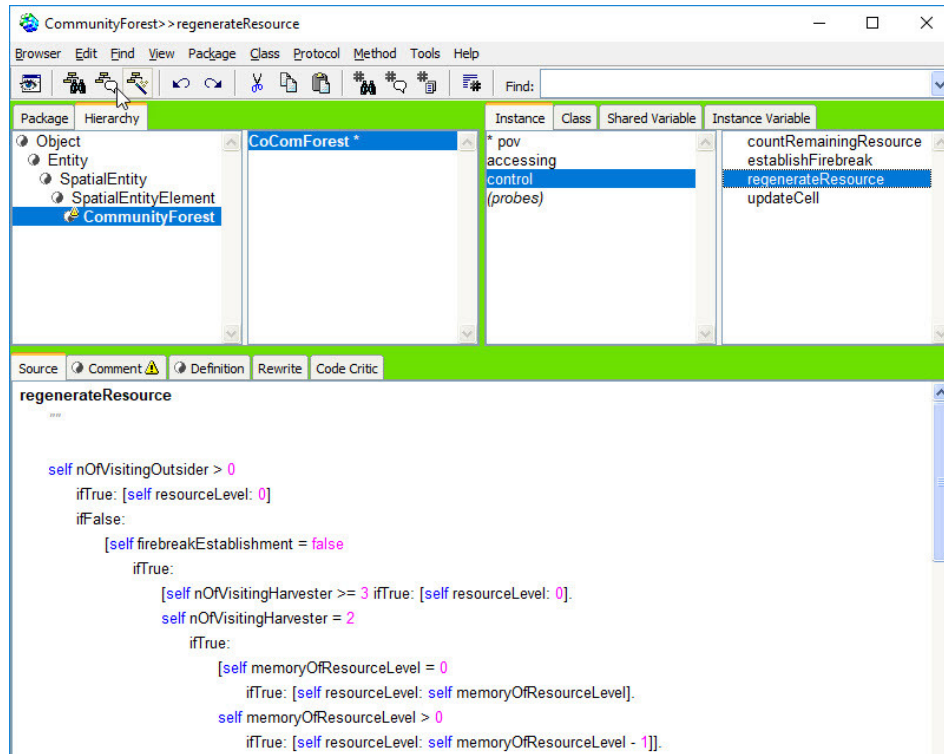 CommunityForest>>regenerateResource
Browser Edit Find View Package Class Protocol Method Tools Help
Find:
Package Hierarchy
Instance Class Shared Variable Instance Variable
Object
Entity
SpatialEntity
SpatialEntityElement
CommunityForest
CoComForest *
* pov
accessing
control
(probes)
countRemainingResource
establishFirebreak
regenerateResource
updateCell
Source Comment Definition Rewrite Code Critic
regenerateResource
""
self nOfVisitingOutsider > 0
ifTrue: [self resourceLevel: 0]
ifFalse:
[self firebreakEstablishment = false
ifTrue:
[self nOfVisitingHarvester >= 3 ifTrue: [self resourceLevel: 0].
self nOfVisitingHarvester = 2
ifTrue:
[self memoryOfResourceLevel = 0
ifTrue: [self resourceLevel: self memoryOfResourceLevel].
self memoryOfResourceLevel > 0
ifTrue: [self resourceLevel: self memoryOfResourceLevel - 1]].